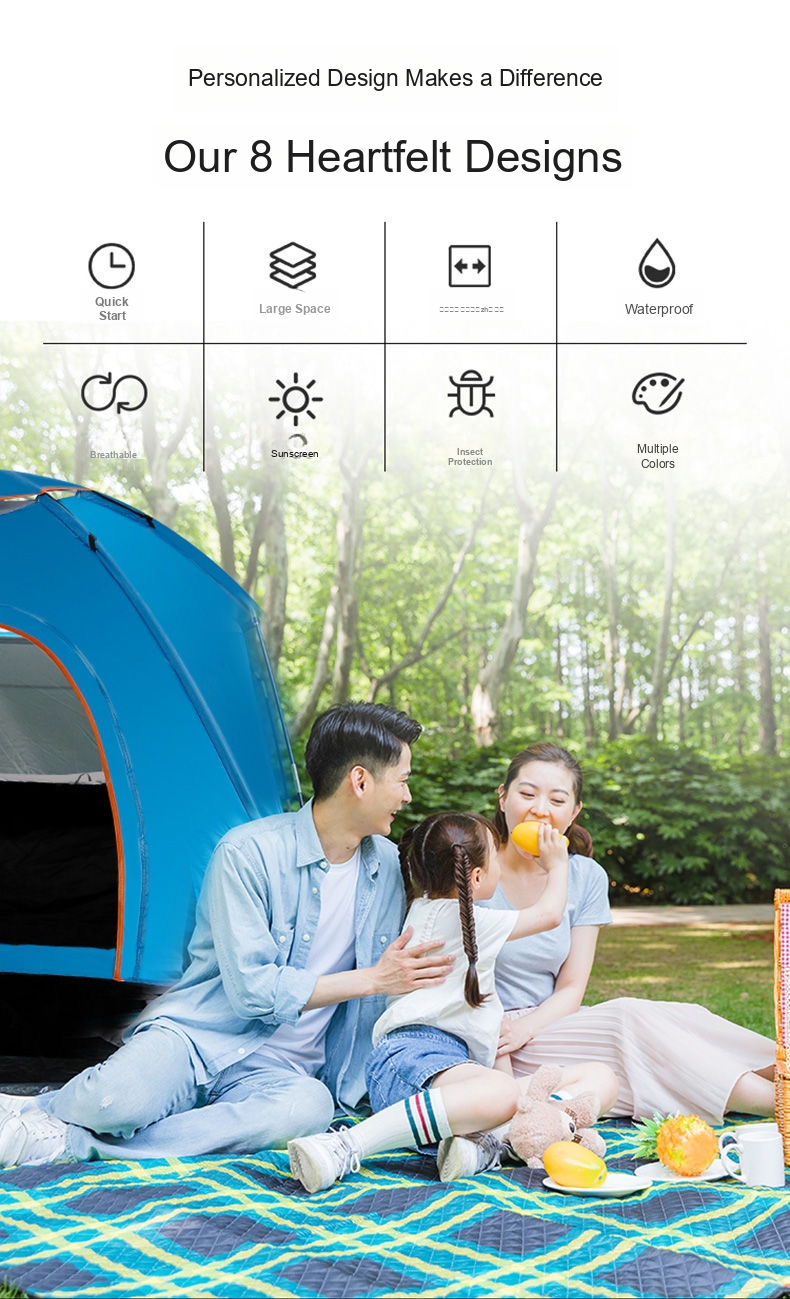 Personalized Design Makes a Difference
Our 8 Heartfelt Designs
Quick
Start
Large Space
Waterproof
Breathable
Sunscreen
Insect
Protection
Multiple
Colors